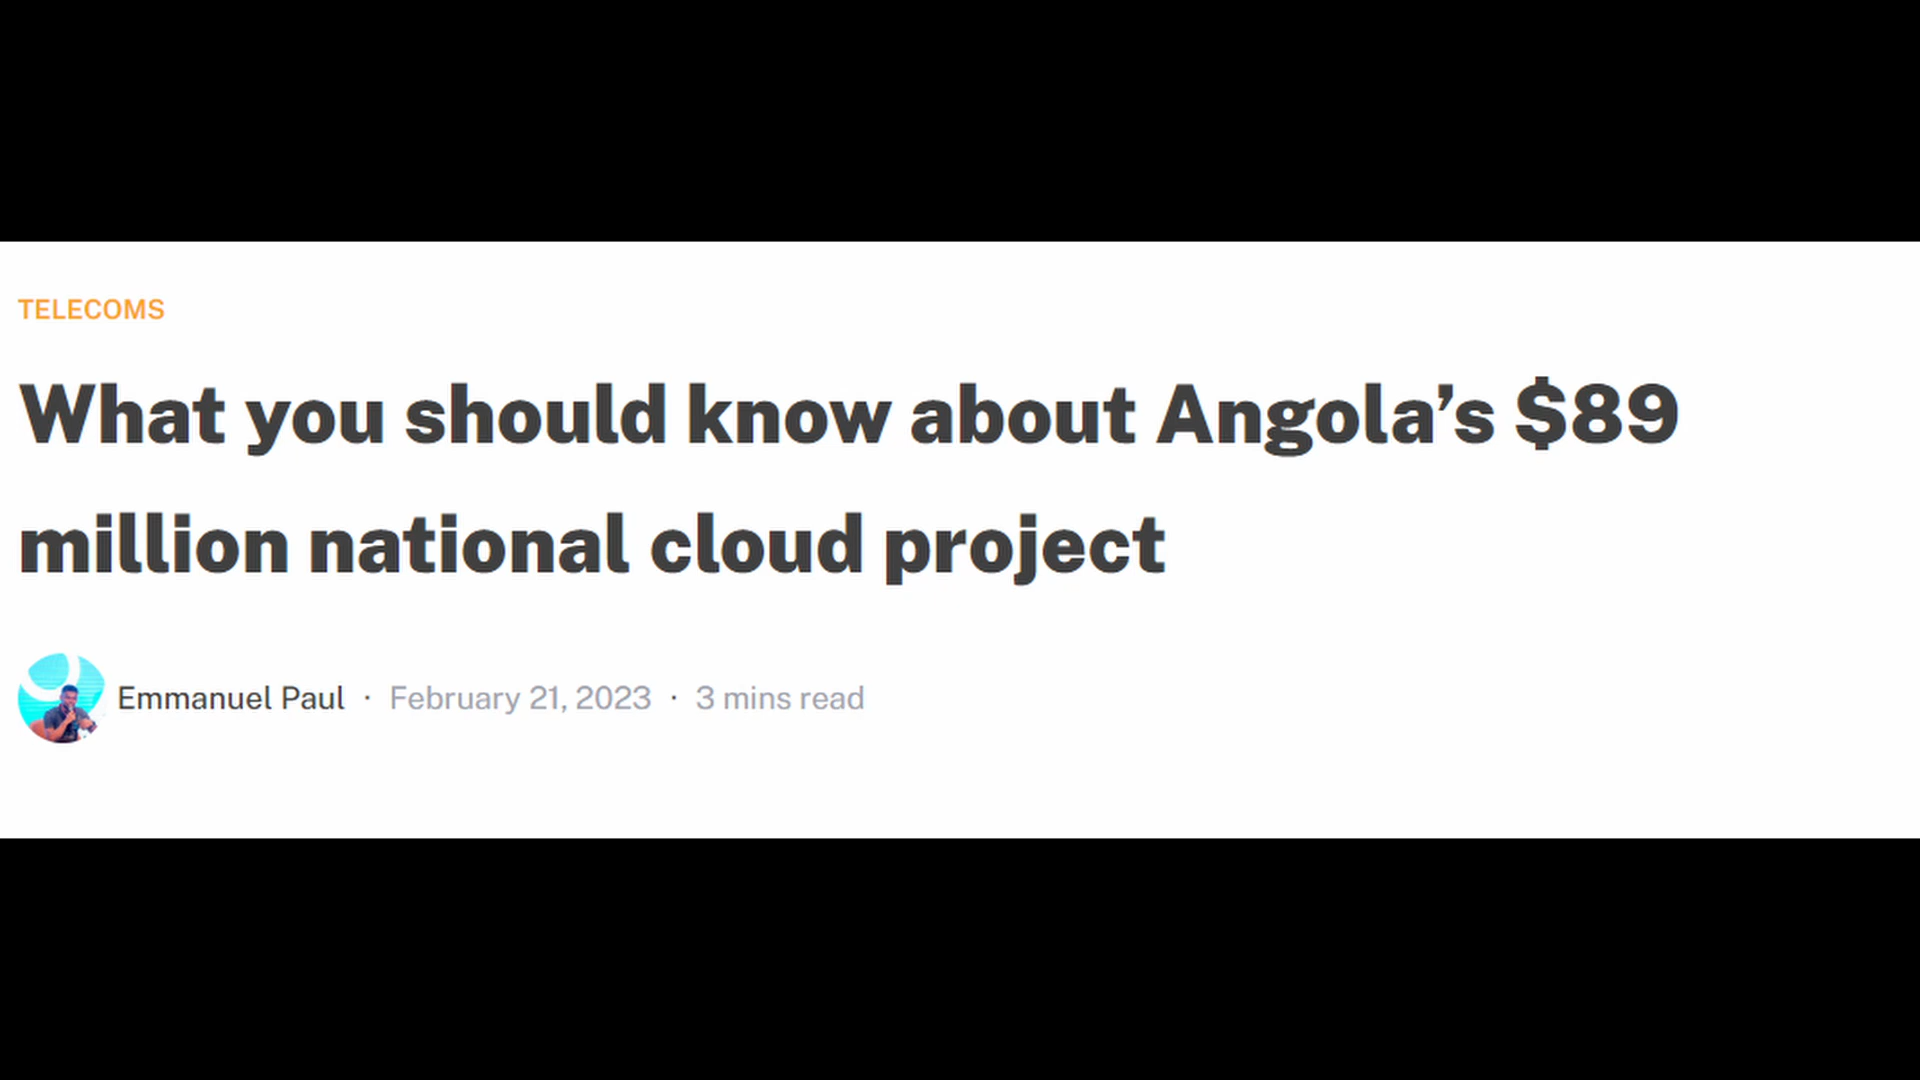 TELECOMS
What you should know about Angola’s $89
million national cloud project
Emmanuel Paul · February 21, 2023 · 3 mins read